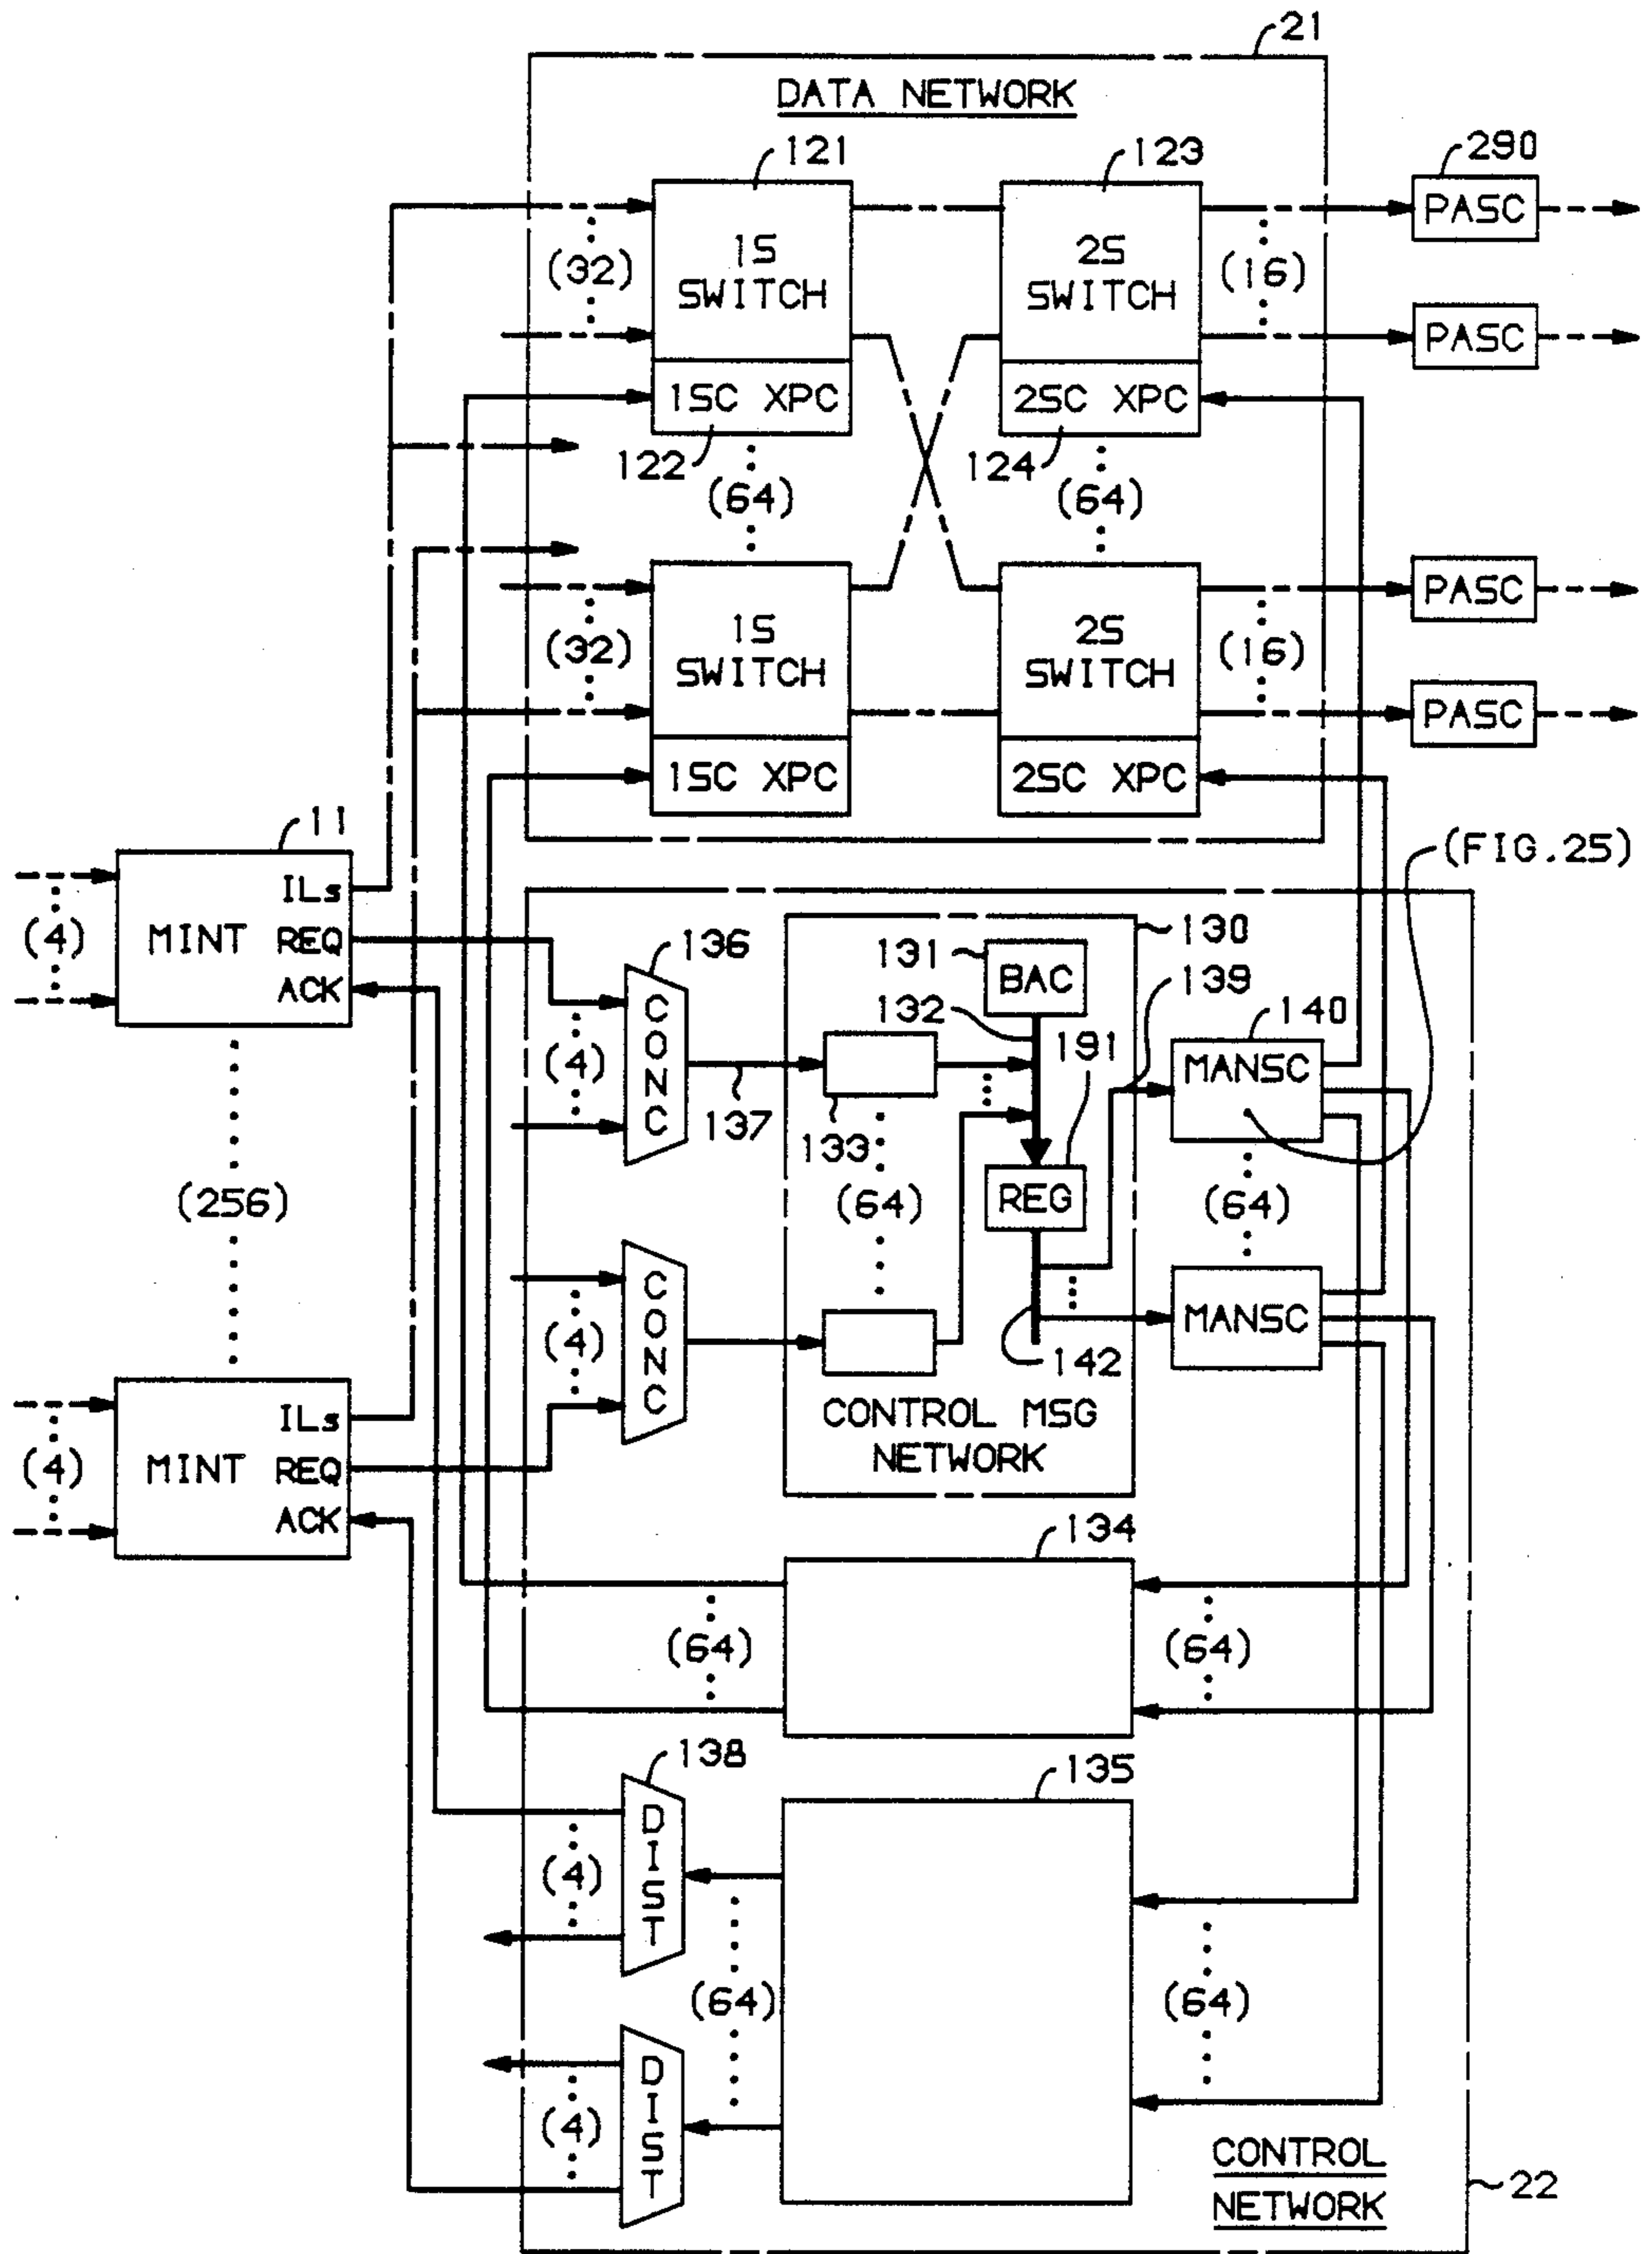 21
DATA NETWORK
121
123
290
1S
SWITCH
2S
SWITCH
(32)
(16)
PASC
PASC
1SC XPC
2SC XPC
122
124
(64)
(64)
1S
SWITCH
2S
SWITCH
(32)
(16)
PASC
PASC
1SC XPC
2SC XPC
11
(4)
MINT
ILs
REQ
ACK
(FIG.25)
136
CONC
(4)
137
130
131
BAC
132
139
191
133
140
MANSC
(256)
(64)
REG
(64)
CONC
(4)
MANSC
142
CONTROL MSG
NETWORK
(4)
MINT
ILs
REQ
ACK
134
(64)
(64)
138
135
DIST
(4)
(64)
(64)
DIST
(4)
CONTROL
NETWORK
22